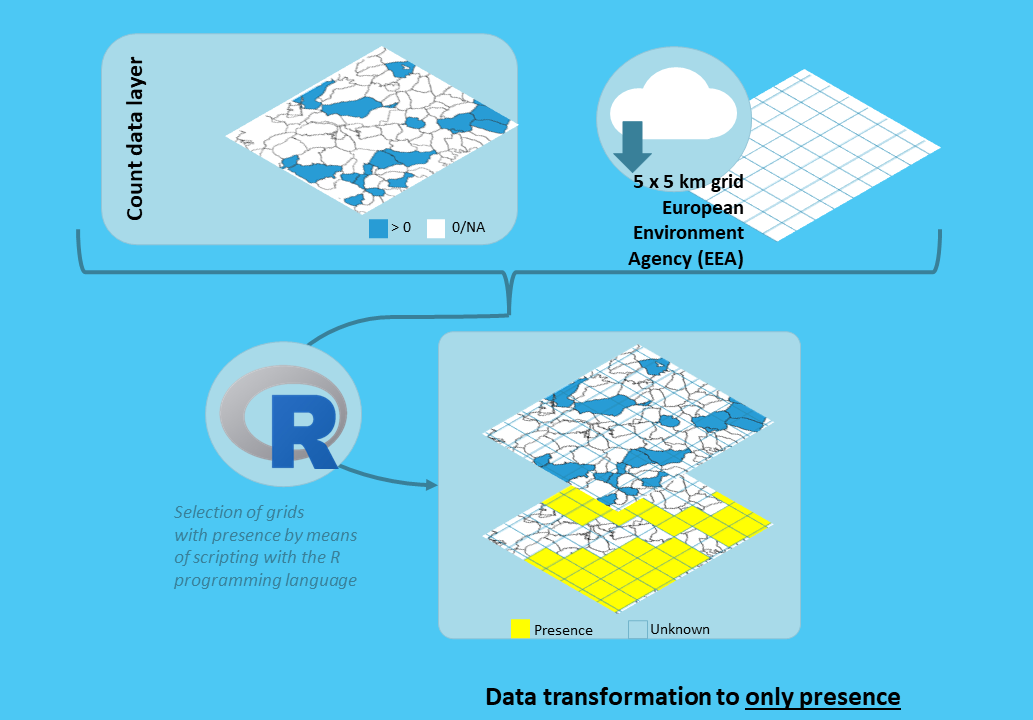 Count data layer
> 0
0/NA
5 x 5 km grid
European
Environment
Agency (EEA)
R
Selection of grids
with presence by means
of scripting with the R
programming language
Presence
Unknown
Data transformation to only presence